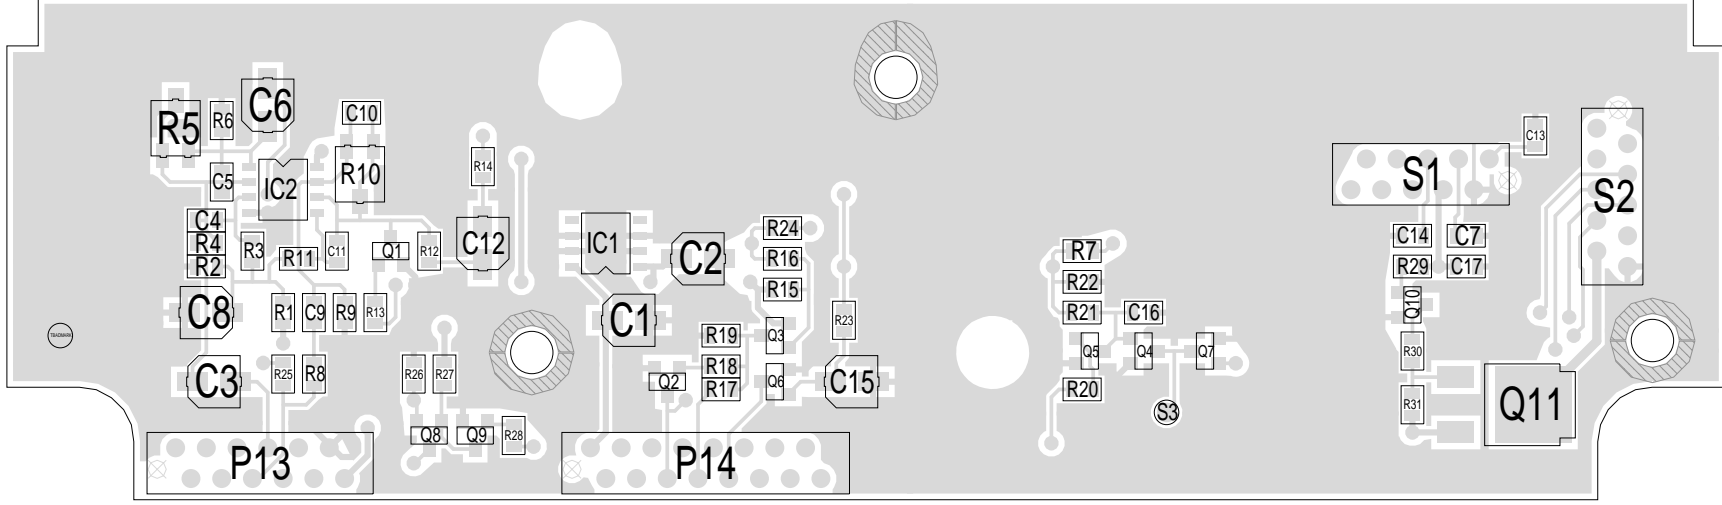 C6
R6
R5
C10
C13
R14
R10
S1
C5
IC2
S2
C4
R24
R4
R3
R12
Q1
C11
C12
IC1
C14
C7
R7
R11
C2
R16
R2
R29
C17
R22
R15
Q10
C8
R1
C9
R9
R13
C1
R23
R21
C16
TRADEMARK
R19
Q3
Q5
Q4
Q7
R30
R18
C3
R25
R8
R26
R27
Q2
Q6
C15
R17
R20
R31
Q11
S3
Q8
Q9
R28
P13
P14